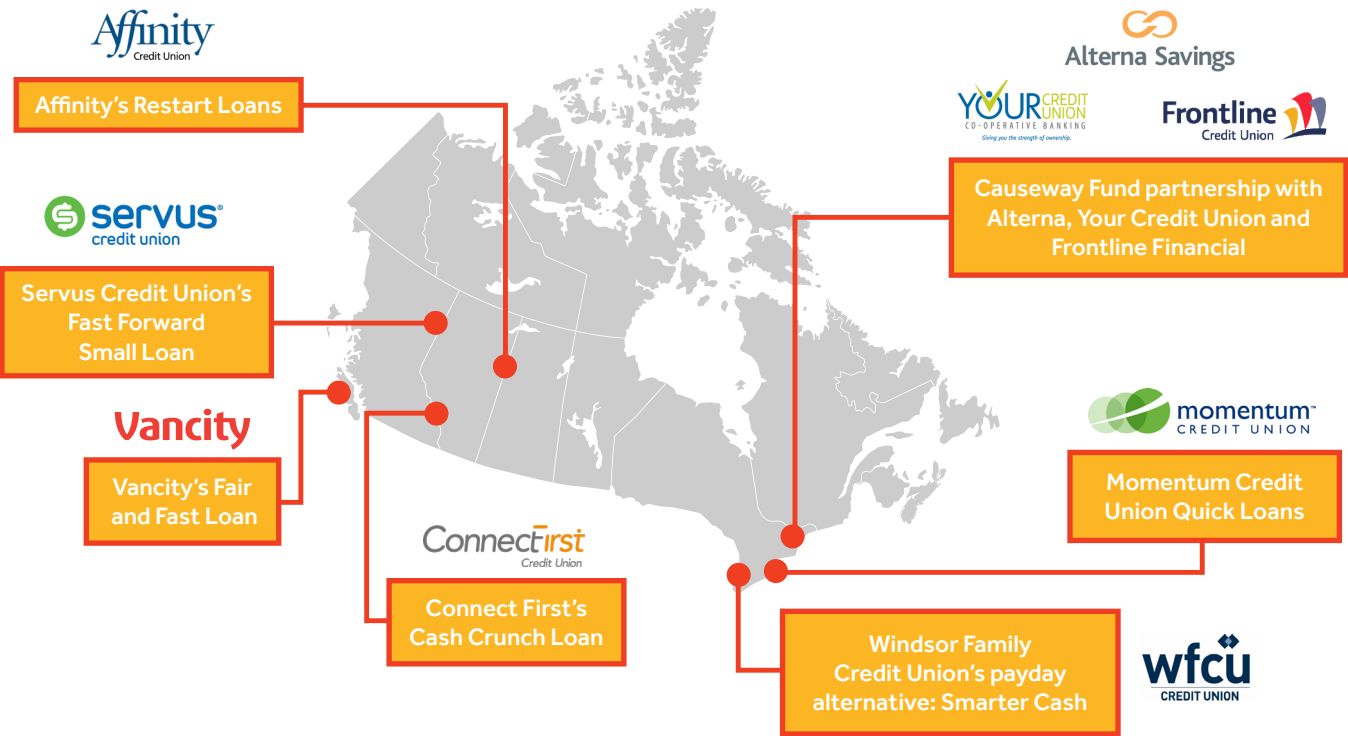 Affinity
Credit Union
Affinity's Restart Loans
Alterna Savings
YOUR CREDIT
UNION
CO-OPERATIVE BANKING
Giving you the strength of ownership.
Frontline
Credit Union
Causeway Fund partnership with
Alterna, Your Credit Union and
Frontline Financial
servus®
credit union
Servus Credit Union's
Fast Forward
Small Loan
Vancity
Vancity's Fair
and Fast Loan
ConnectFirst
Credit Union
Connect First's
Cash Crunch Loan
momentum™
CREDIT UNION
Momentum Credit
Union Quick Loans
Windsor Family
Credit Union's payday
alternative: Smarter Cash
wfcu
CREDIT UNION